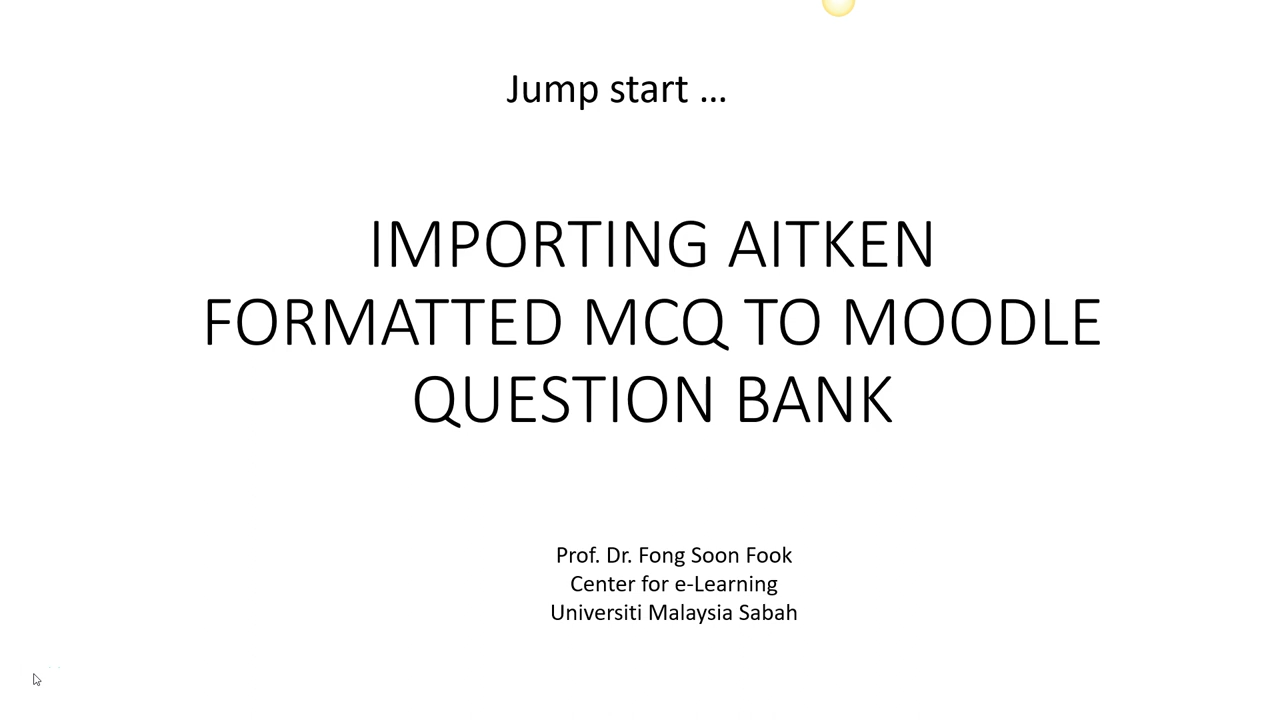 Jump start ...
IMPORTING AITKEN
FORMATTED MCQ TO MOODLE
QUESTION BANK
Prof. Dr. Fong Soon Fook
Center for e-Learning
Universiti Malaysia Sabah